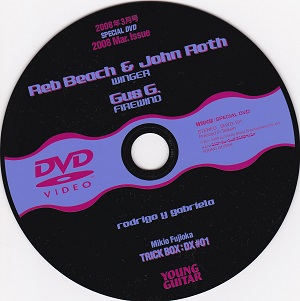 2008年3月号
SPECIAL DVD
2008 Mar. Issue
Reb Beach & John Roth
WINGER
Gus G.
FIREWIND
DVD
VIDEO
rodrigo y gabriela
Mikio Fujioka
TRICK BOX : DX #01
YOUNG
GUITAR